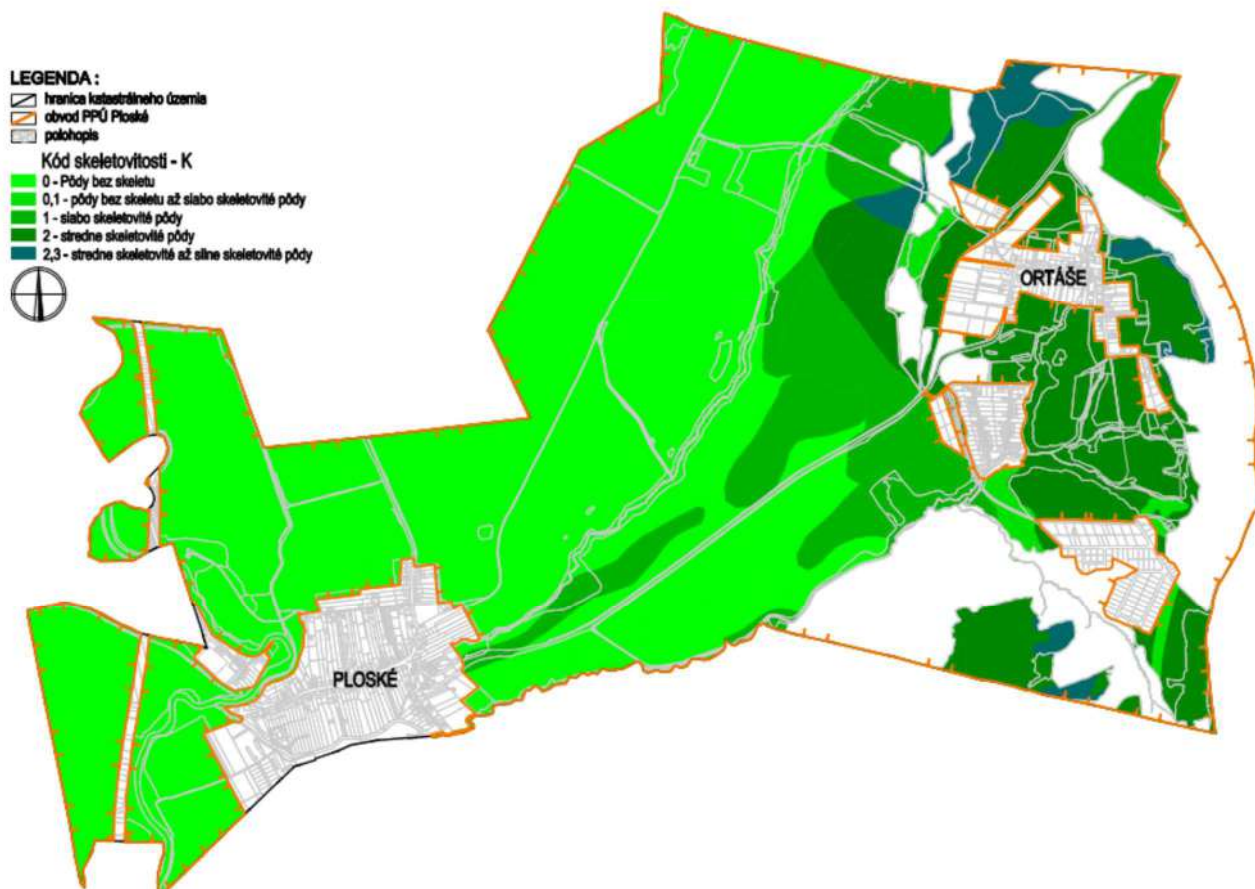 LEGENDA :
hranica katastrálneho územia
obvod PPÚ Ploské
polohopis
Kód skeletovitosti - K
0 - Pôdy bez skeletu
0,1 - pôdy bez skeletu až slabo skeletovité pôdy
1 - slabo skeletovité pôdy
2 - stredne skeletovité pôdy
2,3 - stredne skeletovité až silne skeletovité pôdy
ORTÁŠE
PLOSKÉ